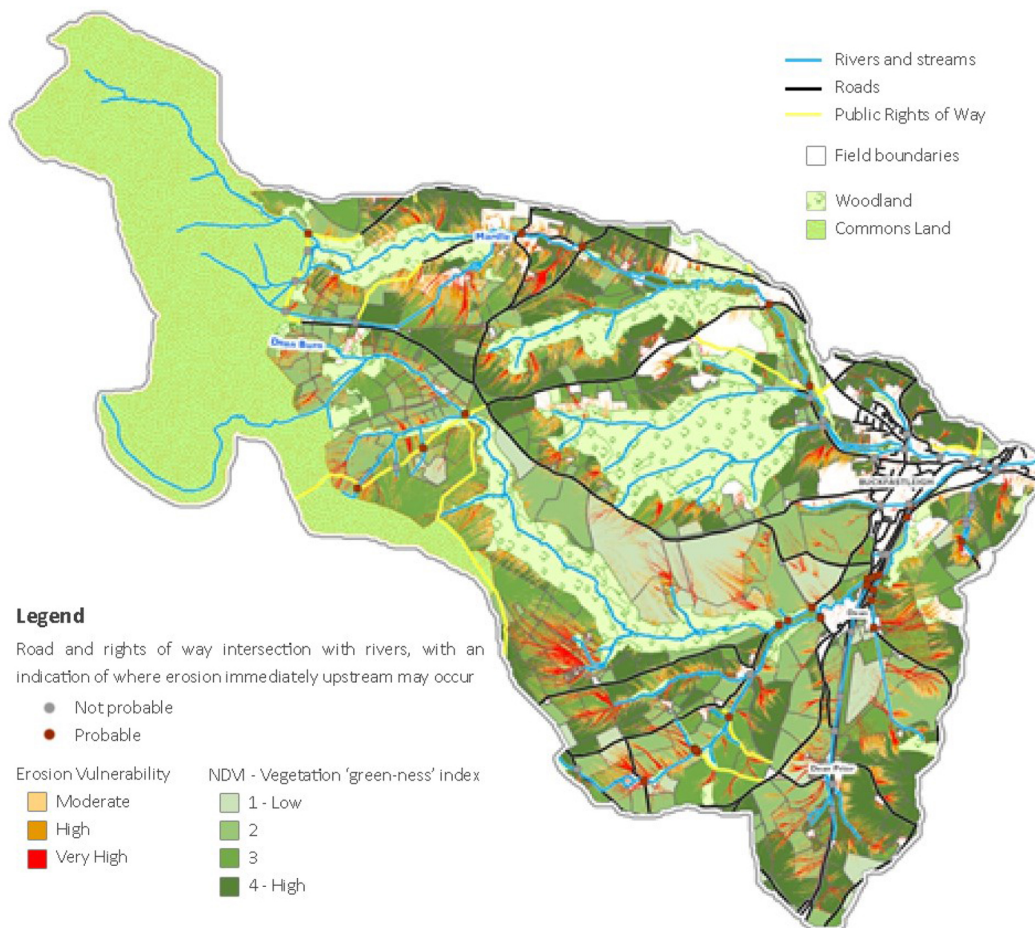 Rivers and streams
Roads
Public Rights of Way
Field boundaries
Woodland
Commons Land
Mardle
Dean Burn
BUCKFASTLEIGH
Dean
Dean Prior
Legend
Road and rights of way intersection with rivers, with an
indication of where erosion immediately upstream may occur
Not probable
Probable
Erosion Vulnerability
Moderate
High
Very High
NDVI - Vegetation ‘green-ness’ index
1 - Low
2
3
4 - High